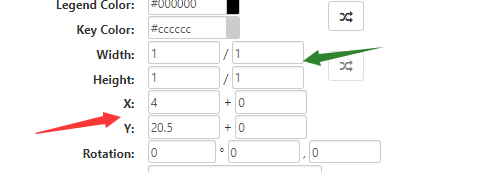 Legend Color: #000000
Key Color: #cccccc
Width: 1 / 1
Height: 1 / 1
X: 4 + 0
Y: 20.5 + 0
Rotation: 0 ° 0 , 0